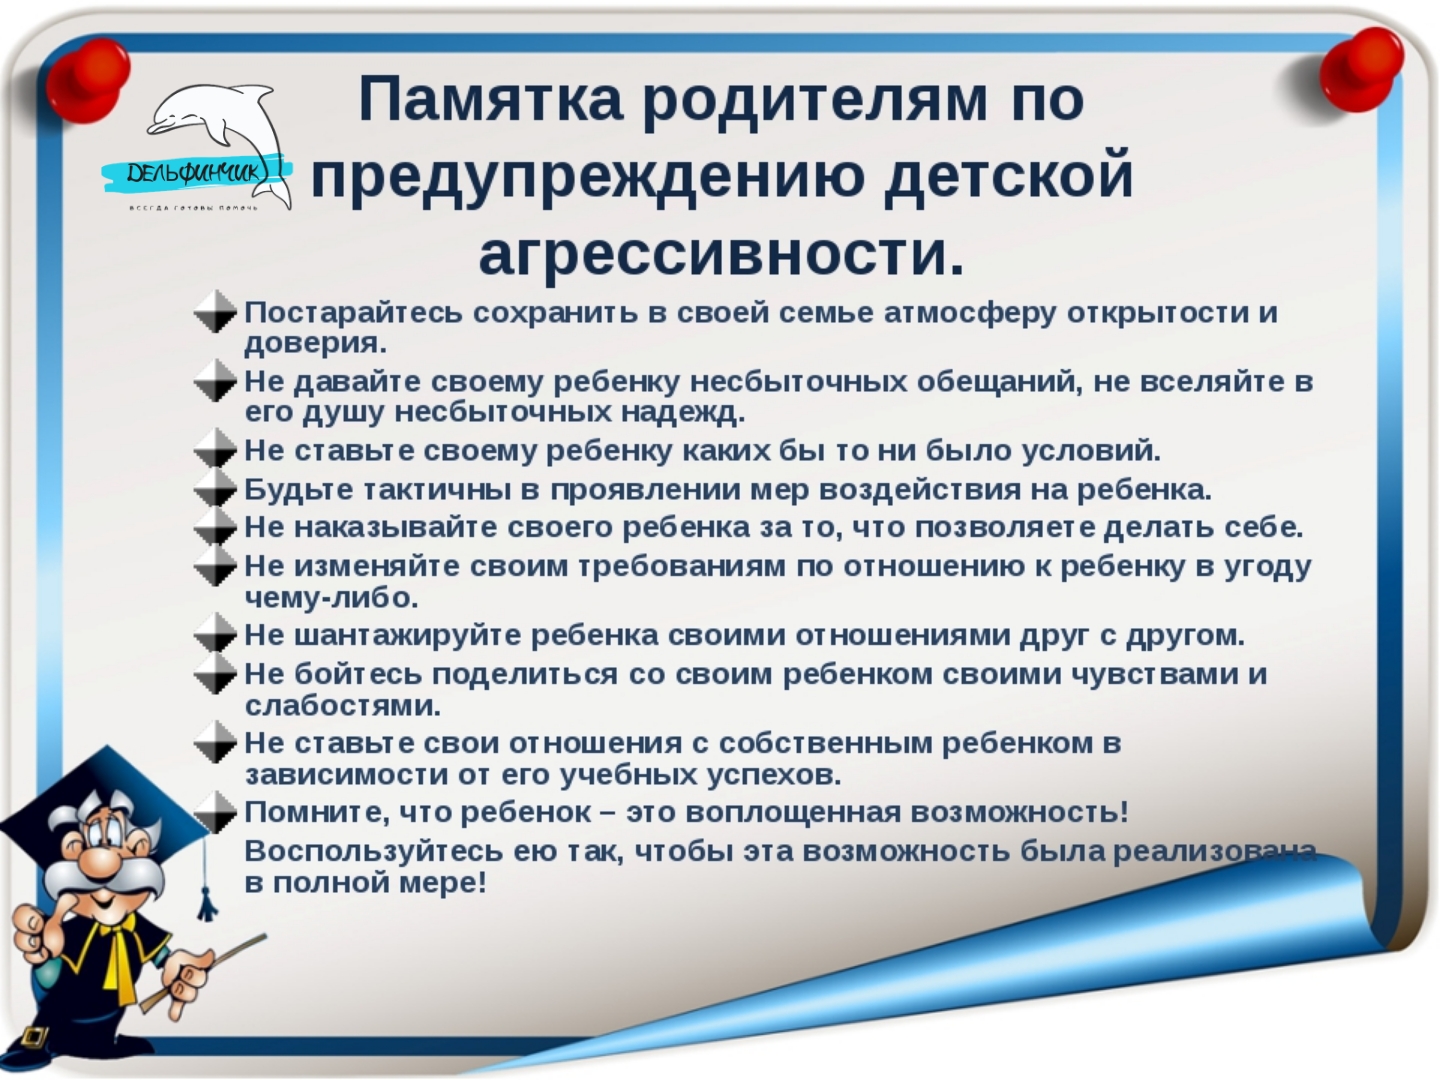 Памятка родителям по
предупреждению детской
агрессивности.
ДЕЛЬФИНЧИК
ВСЕГДА ГОТОВЫ ПОМОЧЬ
Постарайтесь сохранить в своей семье атмосферу открытости и
доверия.
Не давайте своему ребенку несбыточных обещаний, не вселяйте в
его душу несбыточных надежд.
Не ставьте своему ребенку каких бы то ни было условий.
Будьте тактичны в проявлении мер воздействия на ребенка.
Не наказывайте своего ребенка за то, что позволяете делать себе.
Не изменяйте своим требованиям по отношению к ребенку в угоду
чему-либо.
Не шантажируйте ребенка своими отношениями друг с другом.
Не бойтесь поделиться со своим ребенком своими чувствами и
слабостями.
Не ставьте свои отношения с собственным ребенком в
зависимости от его учебных успехов.
Помните, что ребенок – это воплощенная возможность!
Воспользуйтесь ею так, чтобы эта возможность была реализована
в полной мере!